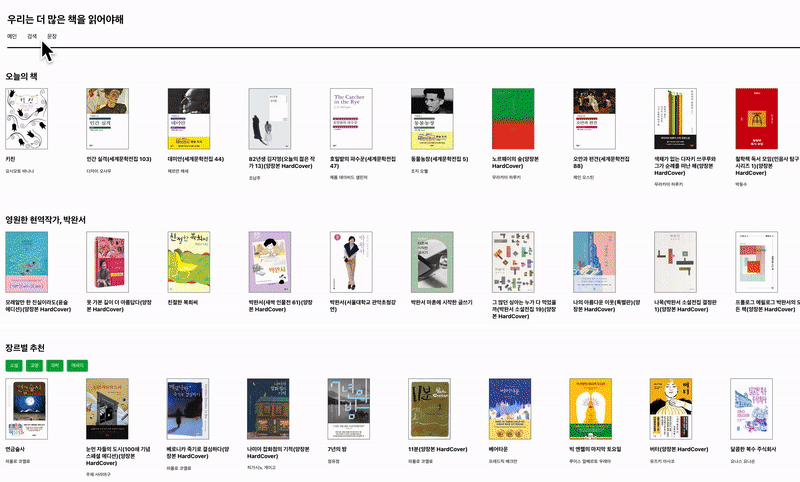 우리는 더 많은 책을 읽어야해
메인 검색 문장
오늘의 책
키친
요시모토 바나나
인간 실격(세계문학전집 103)
다자이 오사무
데미안(세계문학전집 44)
헤르만 헤세
82년생 김지영(오늘의 젊은 작
가 13)(양장본 HardCover)
조남주
The Catcher
in the Rye
호밀밭의 파수꾼(세계문학전집
47)
제롬 데이비드 샐린저
동물농장(세계문학전집 5)
조지 오웰
노르웨이의 숲(양장본
HardCover)
무라카미 하루키
오만과 편견(세계문학전집
88)
제인 오스틴
색채가 없는 다자키 쓰쿠루와
그가 순례를 떠난 해(양장본
HardCover)
무라카미 하루키
철학책 독서 모임(민음사 탐구
시리즈 1)(양장본
HardCover)
박동수
영원한 현역작가, 박완서
모래알만 한 진실이라도(윤슬
에디션)(양장본 HardCover)
못 가본 길이 더 아름답다(양장
본 HardCover)
친절한 복희씨
박완서(새싹 인물전 61)(양장
본 HardCover)
박완서(서울대학교 관악초청강
연)
박완서 마흔에 시작한 글쓰기
그 많던 싱아는 누가 다 먹었을
까(박완서 소설전집 19)(양장본
HardCover)
나의 아름다운 이웃(특별판)(양
장본 HardCover)
나목(박완서 소설전집 결정판
1)(양장본 HardCover)
프롤로그 에필로그 박완서의 모
든 책(양장본 HardCover)
장르별 추천
소설 교양 과학 에세이
연금술사
파울로 코엘료
눈먼 자들의 도시(100쇄 기념
스페셜 에디션)(양장본
HardCover)
주제 사라마구
베로니카 죽기로 결심하다(양
장본 HardCover)
파울로 코엘료
나미야 잡화점의 기적(양장본
HardCover)
히가시노 게이고
7년의 밤
정유정
11분(양장본 HardCover)
파울로 코엘료
베어타운
프레드릭 배크만
빅 엔젤의 마지막 토요일
루이스 알베르토 우레아
버터(양장본 HardCover)
유즈키 아사코
달콤한 복수 주식회사
요나스 요나손